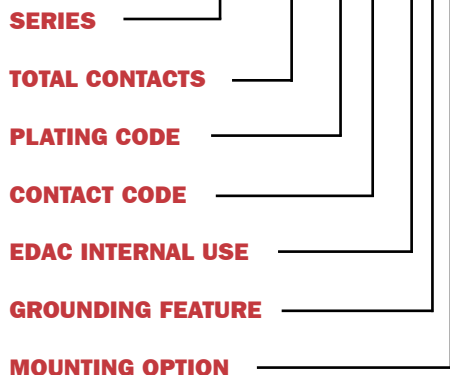 SERIES
TOTAL CONTACTS
PLATING CODE
CONTACT CODE
EDAC INTERNAL USE
GROUNDING FEATURE
MOUNTING OPTION